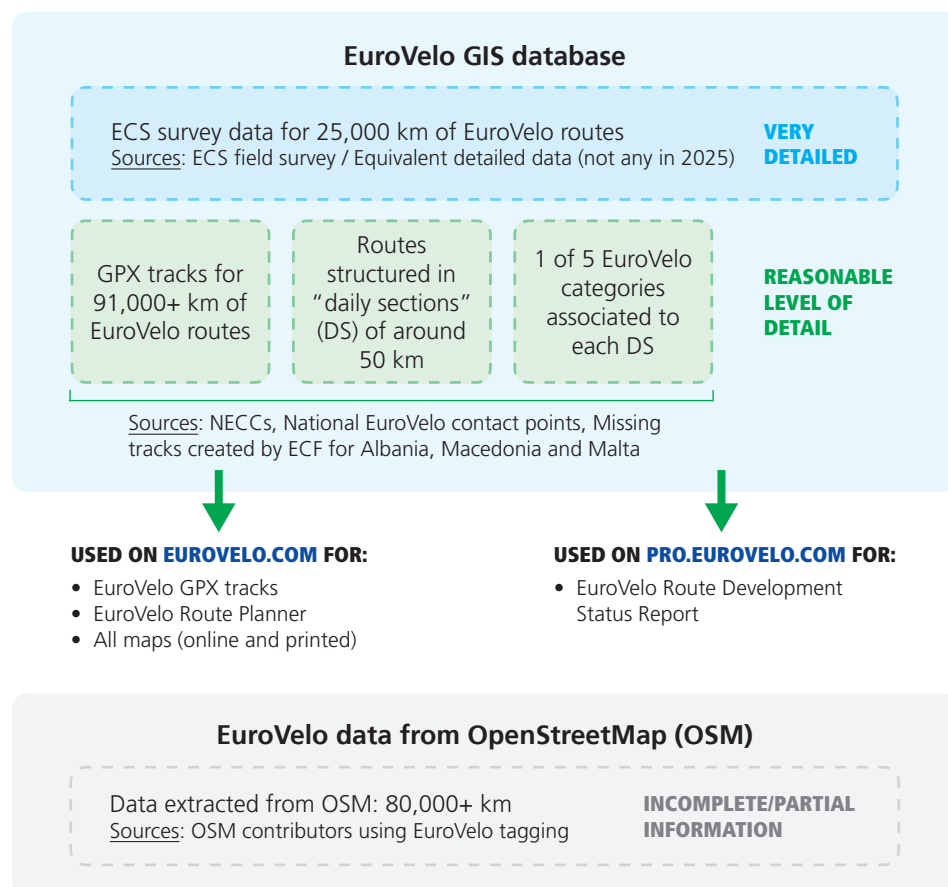 EuroVelo GIS database
ECS survey data for 25,000 km of EuroVelo routes
Sources: ECS field survey / Equivalent detailed data (not any in 2025)
VERY
DETAILED
GPX tracks for
91,000+ km of
EuroVelo routes
Routes
structured in
“daily sections”
(DS) of around
50 km
1 of 5 EuroVelo
categories
associated to
each DS
REASONABLE
LEVEL OF
DETAIL
Sources: NECCs, National EuroVelo contact points, Missing
tracks created by ECF for Albania, Macedonia and Malta
USED ON EUROVELO.COM FOR:
• EuroVelo GPX tracks
• EuroVelo Route Planner
• All maps (online and printed)
USED ON PRO.EUROVELO.COM FOR:
• EuroVelo Route Development
Status Report
EuroVelo data from OpenStreetMap (OSM)
Data extracted from OSM: 80,000+ km
Sources: OSM contributors using EuroVelo tagging
INCOMPLETE/PARTIAL
INFORMATION